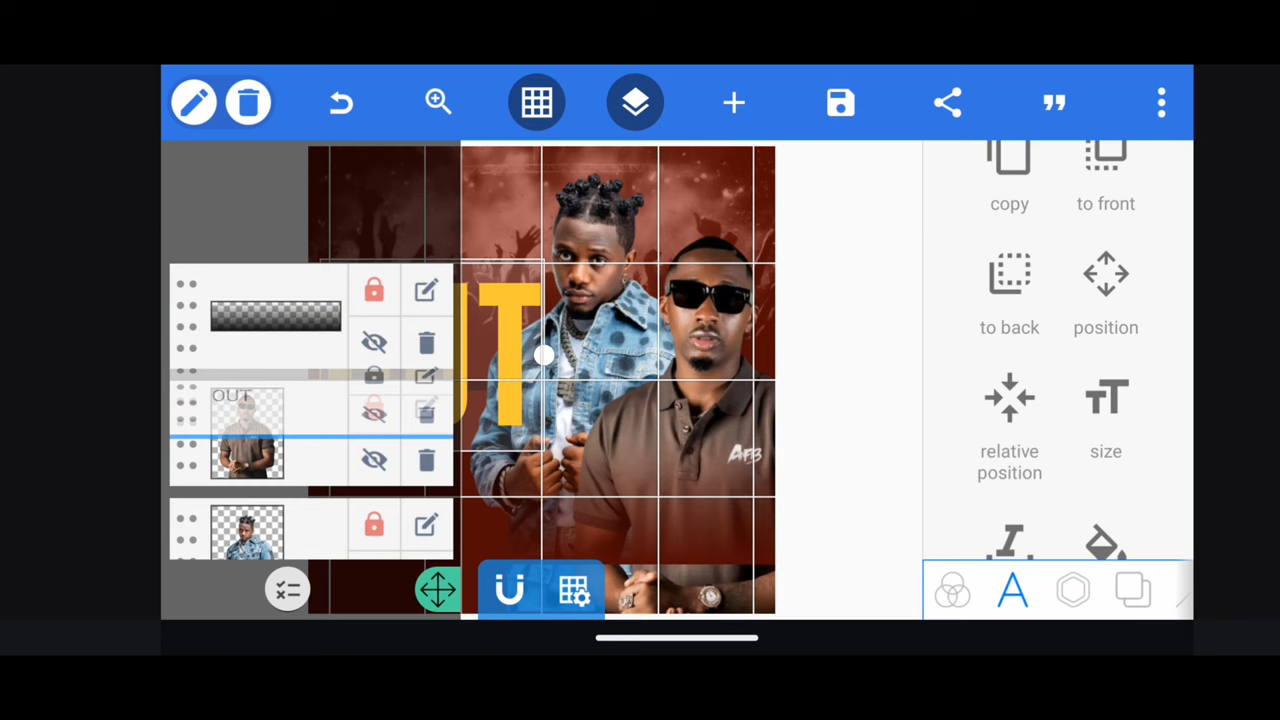 copy
to front
to back
position
relative
position
size
OUT
UT
AFB